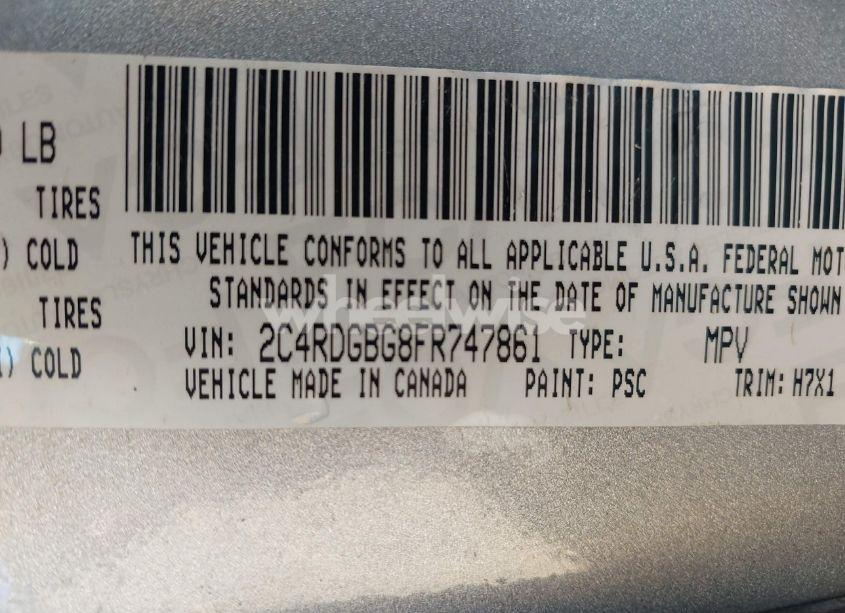 LB
TIRES
) COLD
TIRES
) COLD
THIS VEHICLE CONFORMS TO ALL APPLICABLE U.S.A. FEDERAL MOT
STANDARDS IN EFFECT ON THE DATE OF MANUFACTURE SHOWN
wheelwise
VIN: 2C4RDGBG8FR747861 TYPE: MPV
VEHICLE MADE IN CANADA PAINT: PSC TRIM: H7X1